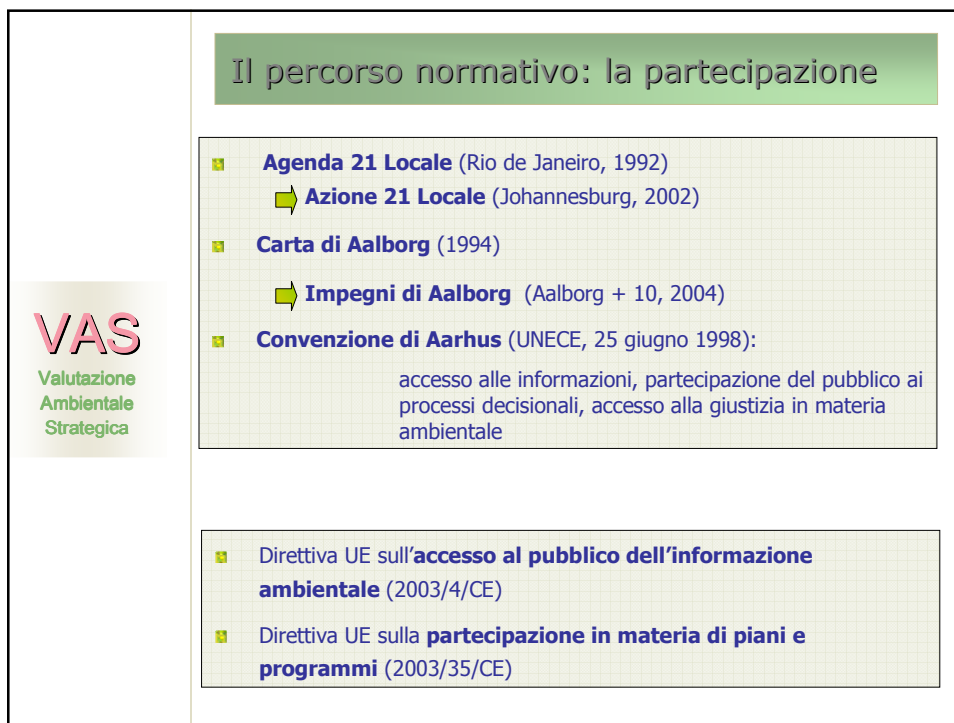 Il percorso normativo: la partecipazione
Agenda 21 Locale (Rio de Janeiro, 1992)
Azione 21 Locale (Johannesburg, 2002)
Carta di Aalborg (1994)
Impegni di Aalborg (Aalborg + 10, 2004)
Convenzione di Aarhus (UNECE, 25 giugno 1998):
accesso alle informazioni, partecipazione del pubblico ai
processi decisionali, accesso alla giustizia in materia
ambientale
VAS
Valutazione
Ambientale
Strategica
Direttiva UE sull’accesso al pubblico dell’informazione
ambientale (2003/4/CE)
Direttiva UE sulla partecipazione in materia di piani e
programmi (2003/35/CE)